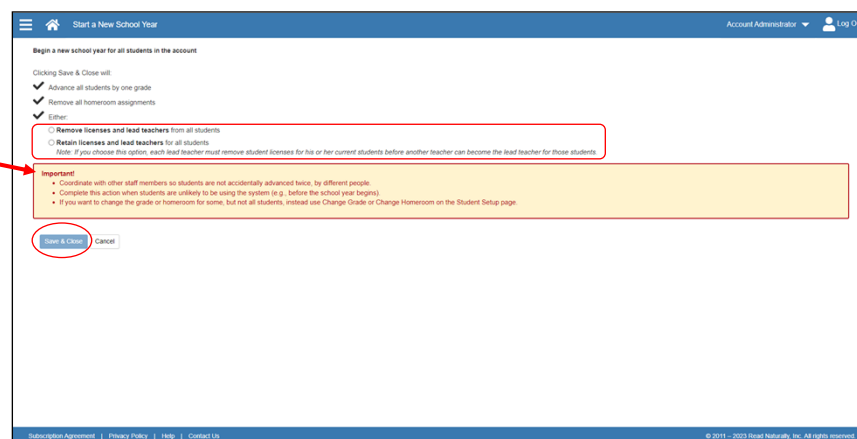 Start a New School Year
Account Administrator
Log O
Begin a new school year for all students in the account
Clicking Save & Close will:
Advance all students by one grade
Remove all homeroom assignments
Either:
Remove licenses and lead teachers from all students
Retain licenses and lead teachers for all students
Note: If you choose this option, each lead teacher must remove student licenses for his or her current students before another teacher can become the lead teacher for those students.
Important!
• Coordinate with other staff members so students are not accidentally advanced twice, by different people.
• Complete this action when students are unlikely to be using the system (e.g., before the school year begins).
• If you want to change the grade or homeroom for some, but not all students, instead use Change Grade or Change Homeroom on the Student Setup page.
Save & Close
Cancel
Subscription Agreement | Privacy Policy | Help | Contact Us
© 2011 – 2023 Read Naturally, Inc. All rights reserved.